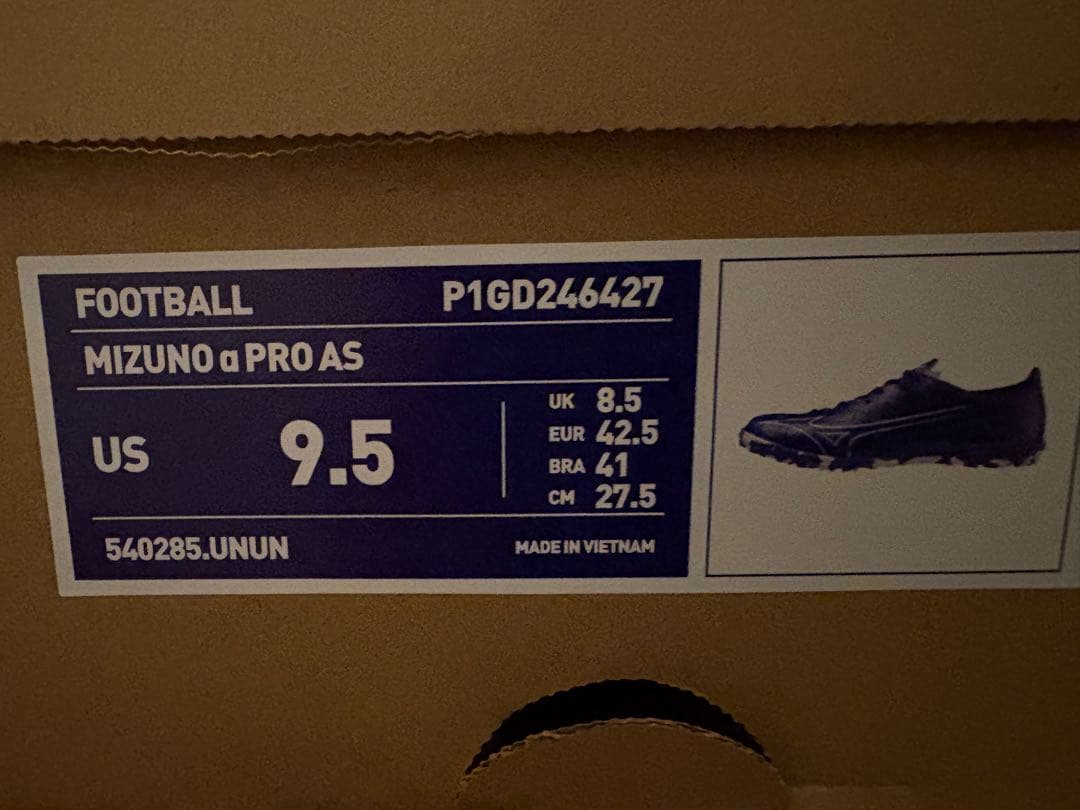 FOOTBALL P1GD246427
MIZUNO α PRO AS
US 9.5
UK 8.5
EUR 42.5
BRA 41
CM 27.5
540285.UNUN MADE IN VIETNAM